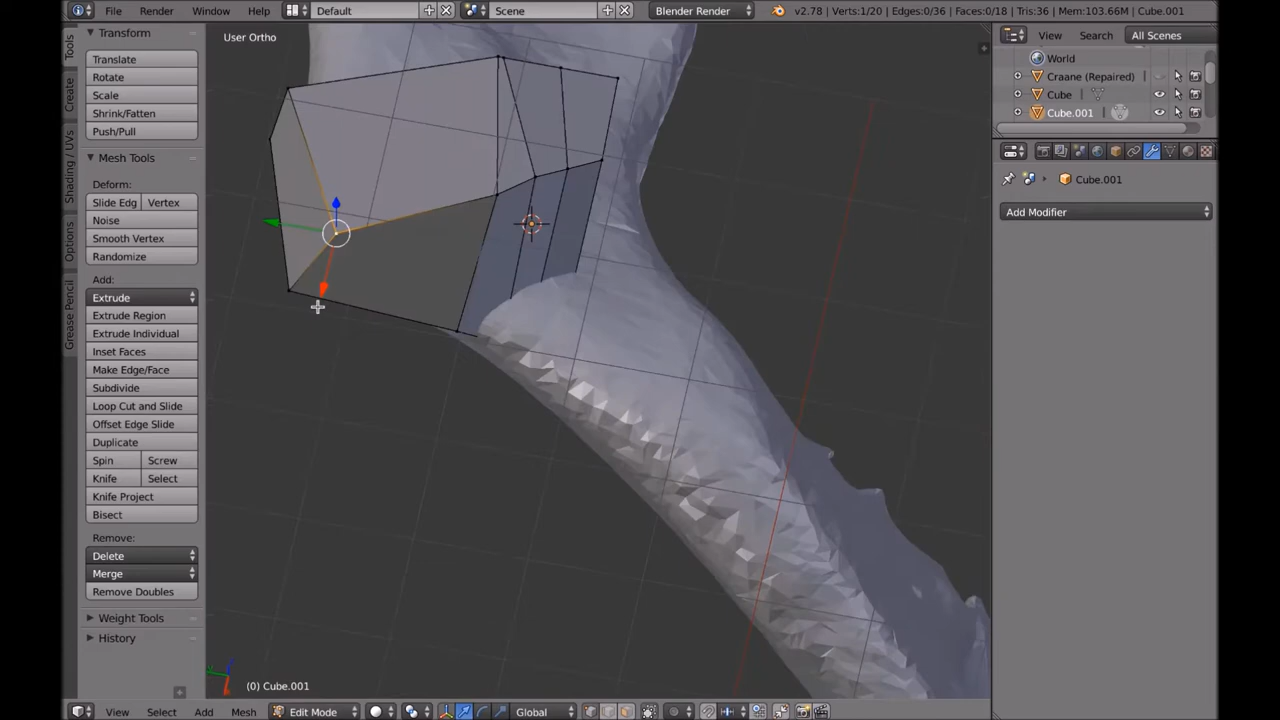 File Render Window Help Default Scene Blender Render v2.78 | Verts:1/20 | Edges:0/36 | Faces:0/18 | Tris:36 | Mem:103.66M | Cube.001
Tools
Create
Shading / UVs
Options
Grease Pencil
Transform
Translate
Rotate
Scale
Shrink/Fatten
Push/Pull
Mesh Tools
Deform:
Slide Edg Vertex
Noise
Smooth Vertex
Randomize
Add:
Extrude
Extrude Region
Extrude Individual
Inset Faces
Make Edge/Face
Subdivide
Loop Cut and Slide
Offset Edge Slide
Duplicate
Spin Screw
Knife Select
Knife Project
Bisect
Remove:
Delete
Merge
Remove Doubles
Weight Tools
History
User Ortho
(0) Cube.001
View Select Add Mesh Edit Mode Global
View Search All Scenes
World
Craane (Repaired)
Cube
Cube.001
Cube.001
Add Modifier